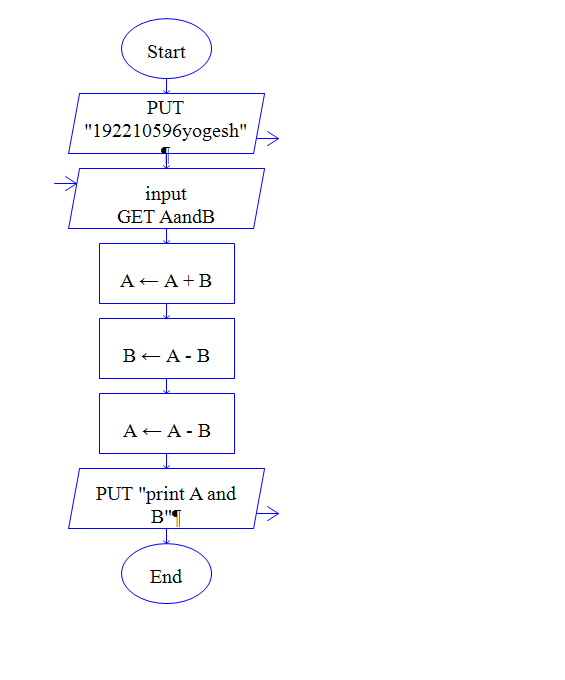 Start
PUT
"192210596yogesh"
¶
input
GET AandB
A ← A + B
B ← A - B
A ← A - B
PUT "print A and
B"¶
End